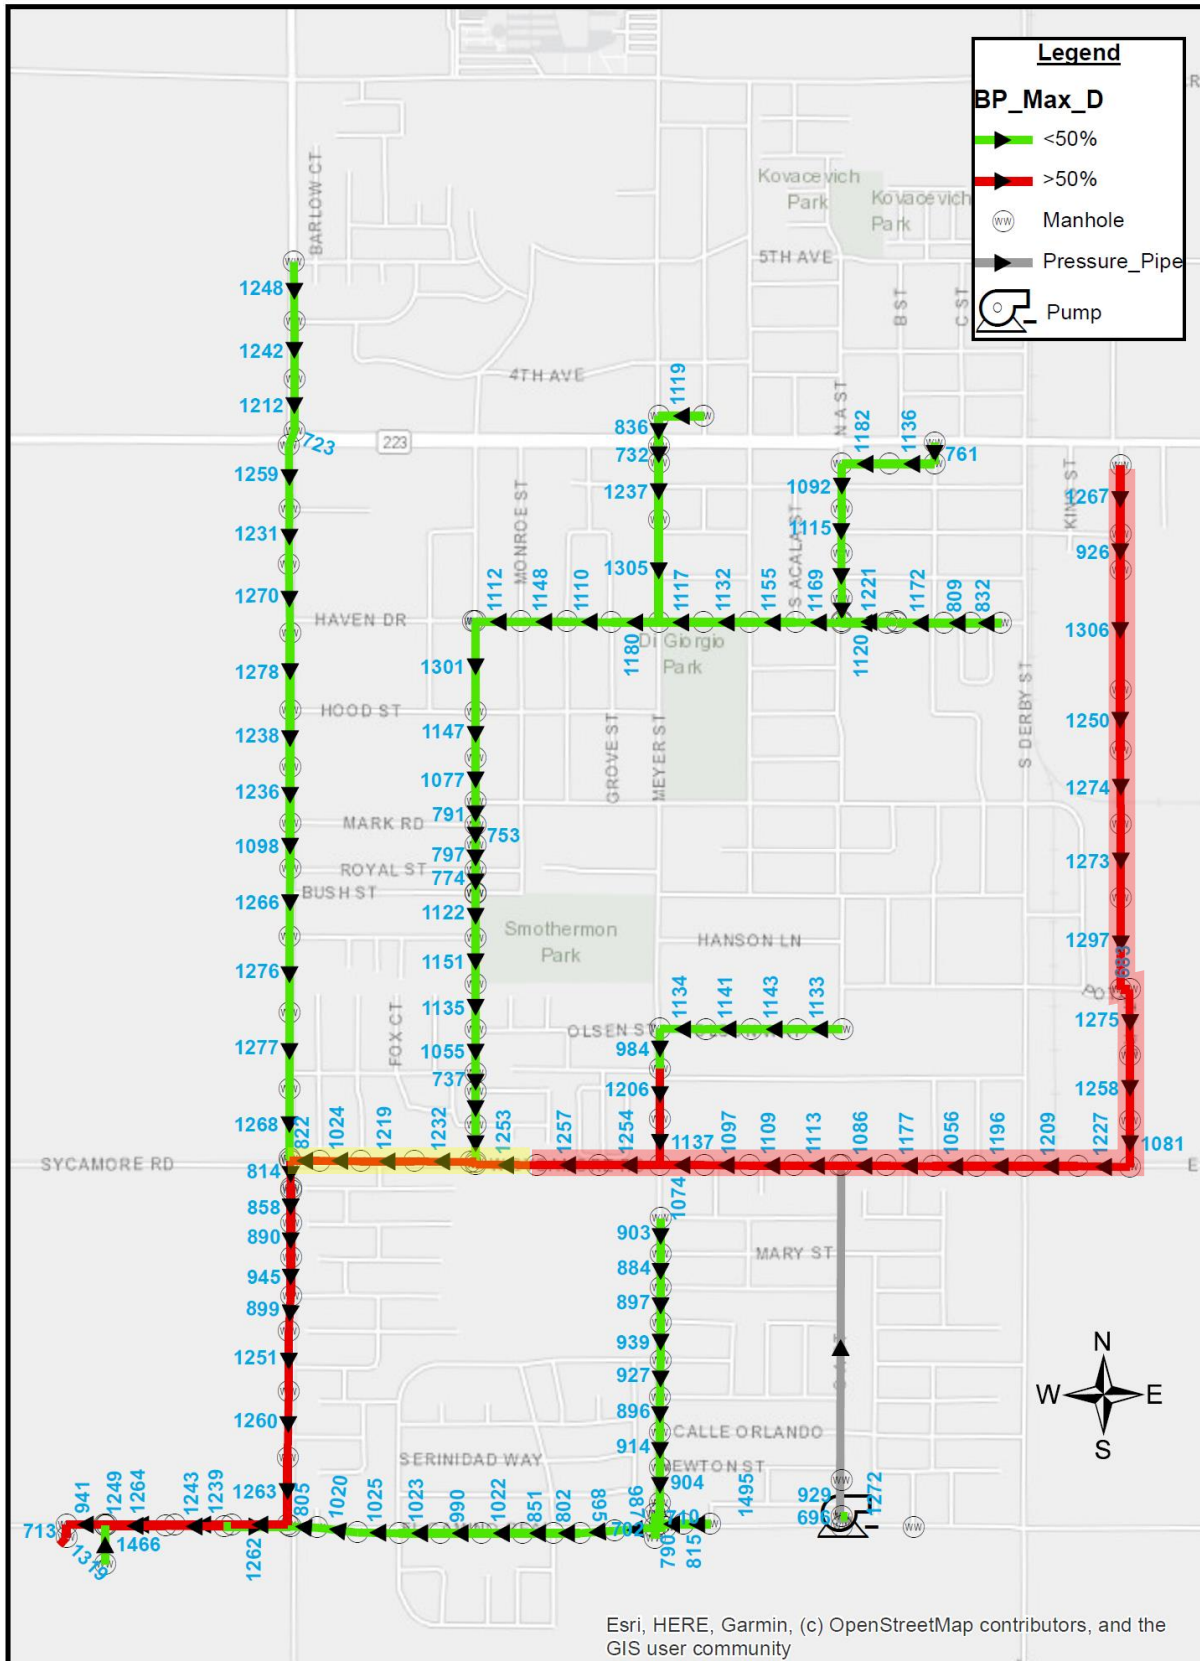 Legend
BP_Max_D
<50%
>50%
Manhole
Pressure_Pipe
Pump
Kovacevich
Park
Kovacevich
Park
BARLOW CT
5TH AVE
B ST
C ST
1248
1242
4TH AVE
1212
1119
N A ST
723
223
836
732
1182
1136
761
1259
1237
1092
KING ST
1267
1231
MONROE ST
1115
926
S ACALA ST
1270
1305
HAVEN DR
1112
1148
1110
1180
1117
1132
1155
1169
1221
1120
1172
809
832
1306
Di Giorgio
Park
1278
1301
HOOD ST
1238
1147
GROVE ST
MEYER ST
S DERBY ST
1250
1236
1077
1274
MARK RD
791
753
1098
797
ROYAL ST
774
1273
BUSH ST
1266
1122
Smothermon
Park
HANSON LN
1297
1276
1151
683
1134
1141
1143
1133
1135
FOX CT
OLSEN ST
1275
1277
1055
984
737
1206
1258
1268
822
1024
1219
1232
1253
1257
1254
1137
1097
1109
1113
1086
1177
1056
1196
1209
1227
1081
SYCAMORE RD
E
814
858
1074
890
903
MARY ST
945
884
899
897
1251
939
927
1260
896
CALLE ORLANDO
914
SERINIDAD WAY
NEWTON ST
904
1263
941
1249
1264
1243
1239
805
1020
1025
1023
990
1022
851
802
568
786
702
710
790
815
1495
929
696
1272
713
1319
1466
1262
N
W
E
S
Esri, HERE, Garmin, (c) OpenStreetMap contributors, and the
GIS user community